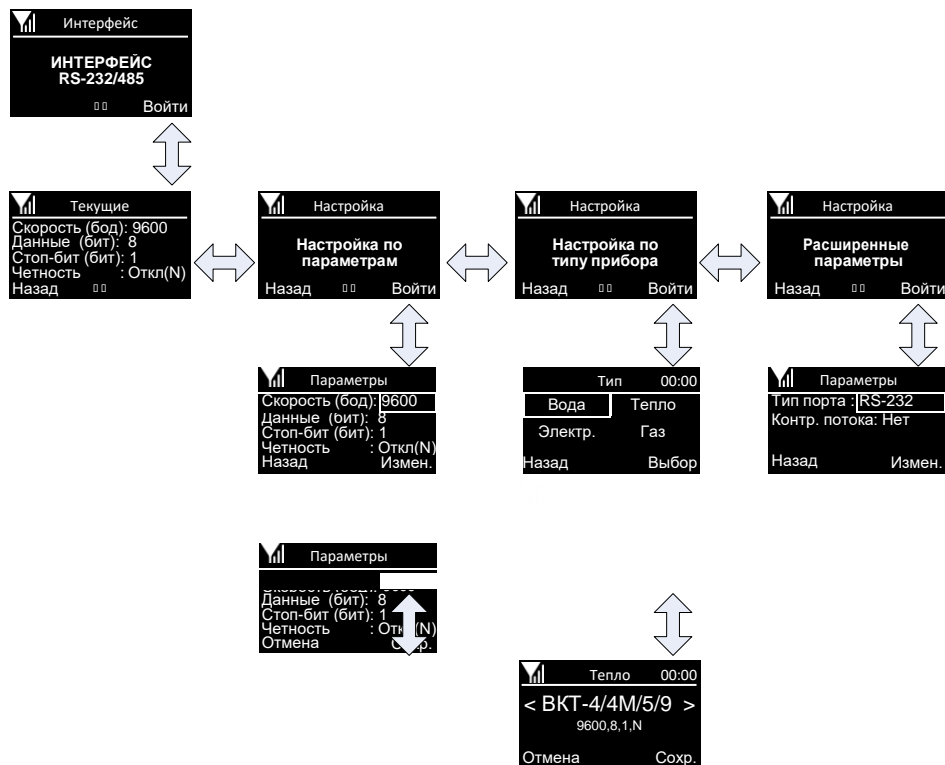 Интерфейс
ИНТЕРФЕЙС
RS-232/485
Войти
Текущие
Скорость (бод): 9600
Данные (бит): 8
Стоп-бит (бит): 1
Четность : Откл(N)
Назад
Настройка
Настройка по
параметрам
Назад Войти
Настройка
Настройка по
типу прибора
Назад Войти
Настройка
Расширенные
параметры
Назад Войти
Параметры
Скорость (бод): 9600
Данные (бит): 8
Стоп-бит (бит): 1
Четность : Откл(N)
Назад Измен.
Тип 00:00
Вода Тепло
Электр. Газ
Назад Выбор
Параметры
Тип порта : RS-232
Контр. потока: Нет
Назад Измен.
Параметры
Данные (бит): 8
Стоп-бит (бит): 1
Четность : (N)
Отмена
Тепло 00:00
< ВКТ-4/4М/5/9 >
9600,8,1,N
Отмена Сохр.